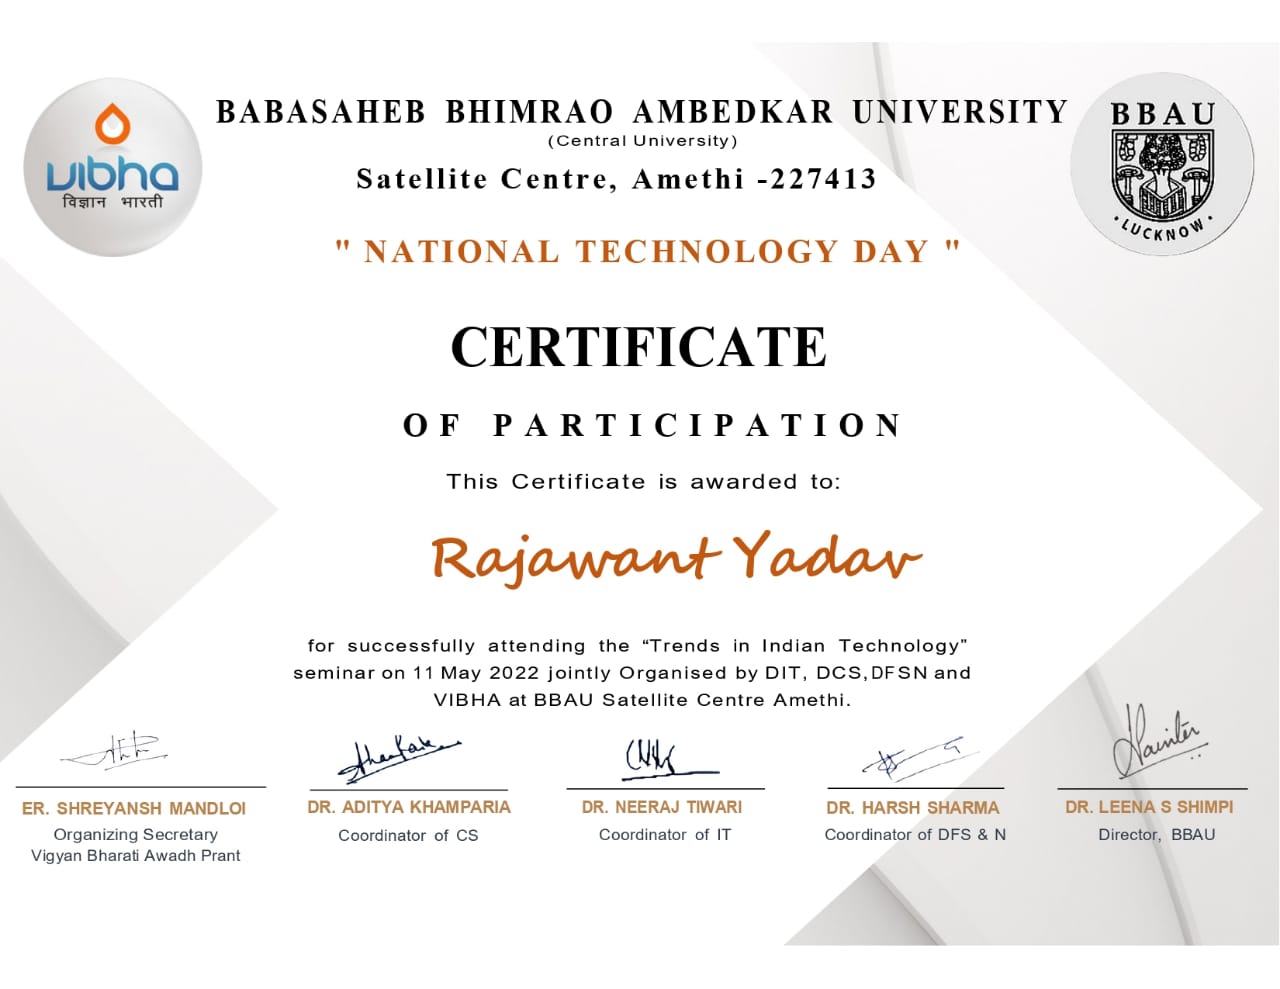 vibha
विज्ञान भारती
BABASAHEB BHIMRAO AMBEDKAR UNIVERSITY
(Central University)
Satellite Centre, Amethi -227413
BBAU
LUCKNOW
" NATIONAL TECHNOLOGY DAY "
CERTIFICATE
OF PARTICIPATION
This Certificate is awarded to:
Rajawant Yadav
for successfully attending the “Trends in Indian Technology"
seminar on 11 May 2022 jointly Organised by DIT, DCS,DFSN and
VIBHA at BBAU Satellite Centre Amethi.
ER. SHREYANSH MANDLOI
Organizing Secretary
Vigyan Bharati Awadh Prant
DR. ADITYA KHAMPARIA
Coordinator of CS
DR. NEERAJ TIWARI
Coordinator of IT
DR. HARSH SHARMA
Coordinator of DFS & N
DR. LEENA S SHIMPI
Director, BBAU